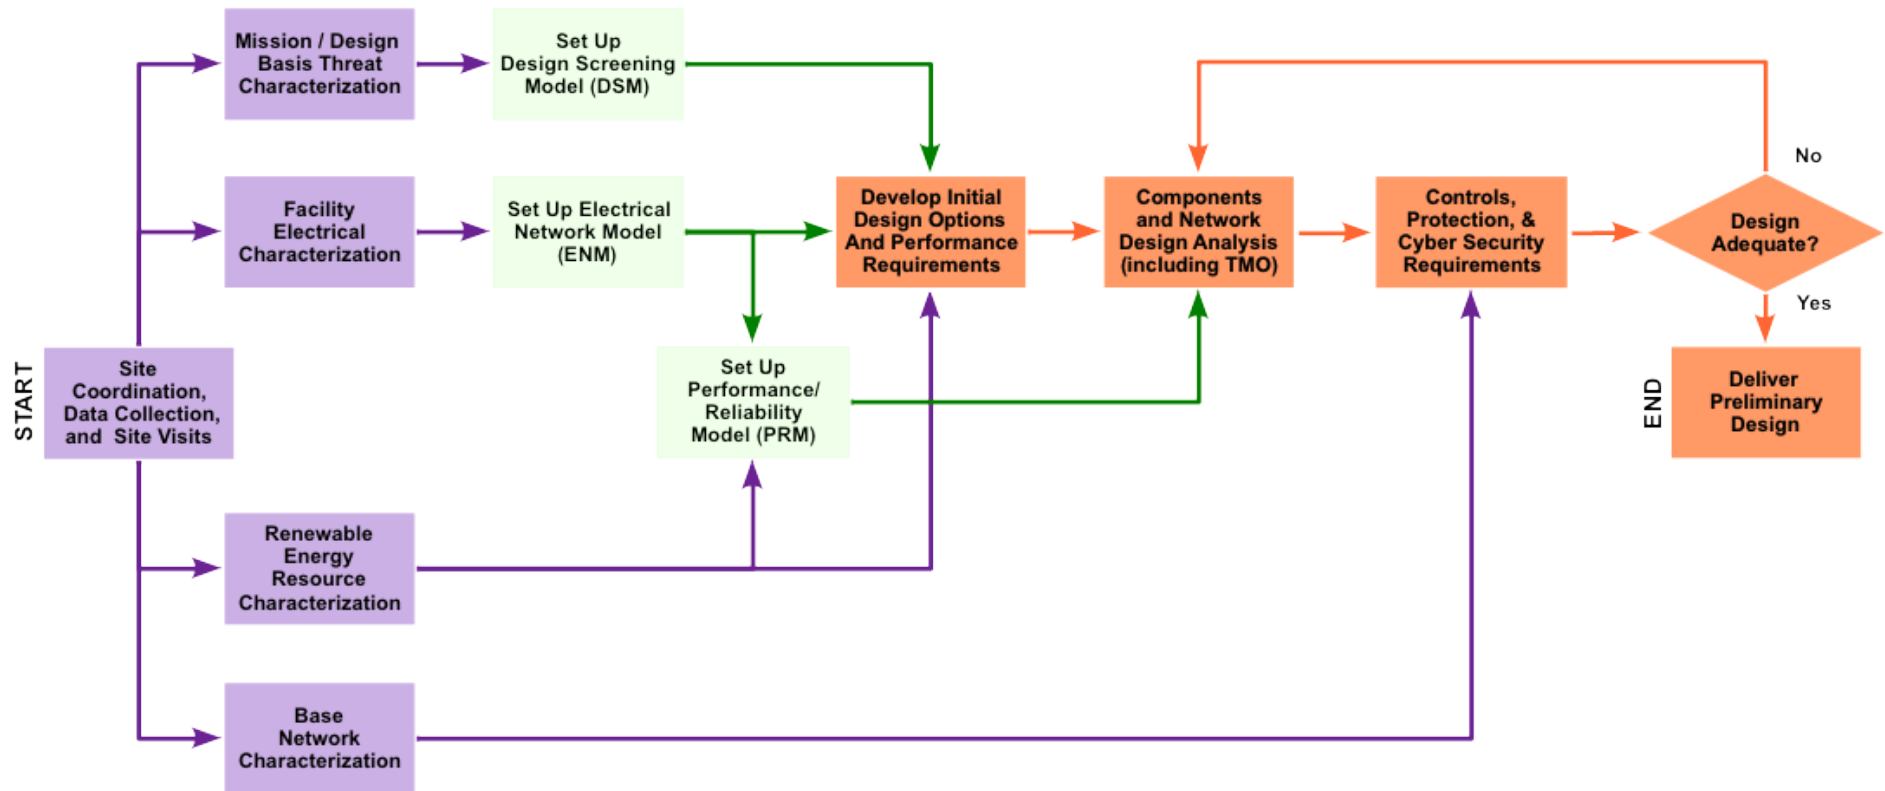 Mission / Design
Basis Threat
Characterization
Set Up
Design Screening
Model (DSM)
No
Facility
Electrical
Characterization
Set Up Electrical
Network Model
(ENM)
Develop Initial
Design Options
And Performance
Requirements
Components
and Network
Design Analysis
(including TMO)
Controls,
Protection, &
Cyber Security
Requirements
Design
Adequate?
Yes
START
Site
Coordination,
Data Collection,
and Site Visits
Set Up
Performance/
Reliability
Model (PRM)
END
Deliver
Preliminary
Design
Renewable
Energy
Resource
Characterization
Base
Network
Characterization